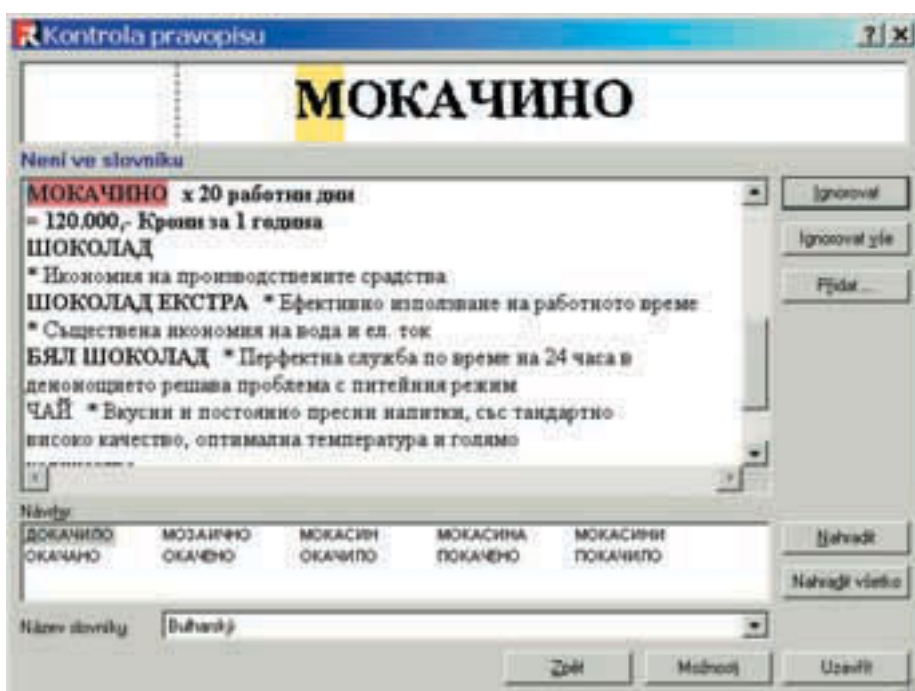 Kontrola pravopisu
МОКАЧИНО
Není ve slovníku
МОКАЧИНО х 20 работни дни
= 120.000,- Крони за 1 година
ШОКОЛАД
* Икономия на производствените срадства
ШОКОЛАД ЕКСТРА * Ефективно използване на работното време
* Съществена икономия на вода и ел. ток
БЯЛ ШОКОЛАД * Перфектна служба по време на 24 часа в
денонощието решава проблема с питейния режим
ЧАЙ * Вкусни и постоянно пресни напитки, със тандартно
високо качество, оптимална температура и голямо
Ignorovat
Ignorovat vše
Přidat ...
Návrhy:
ДОКАЧИЛО МОЗАИЧНО МОКАСИН МОКАСИНА МОКАСИНИ
ОКАЧАНО ОКАЧЕНО ОКАЧИЛО ПОКАЧЕНО ПОКАЧИЛО
Nahradit
Nahradit všetko
Název slovníku: Bulharský
Zpět Možnosti Uzavřít